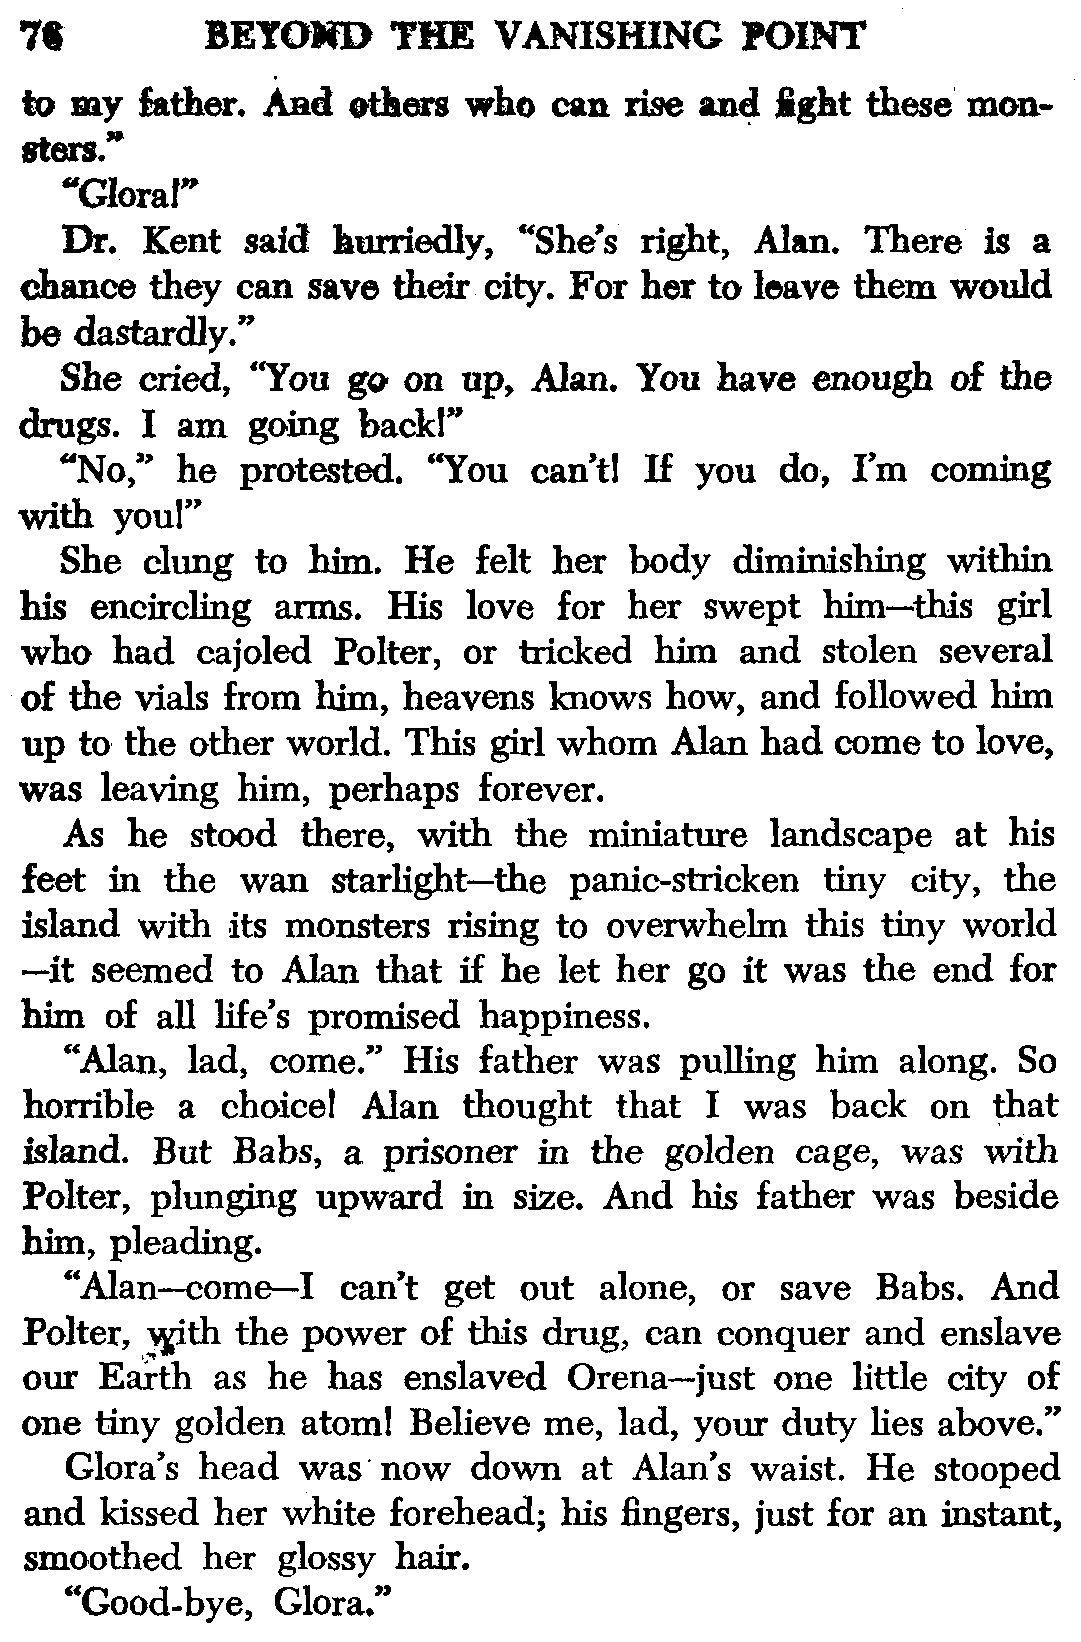 76 BEYOND THE VANISHING POINT
to my father. And others who can rise and fight these mon-
sters."
"Glora!"
Dr. Kent said hurriedly, "She's right, Alan. There is a
chance they can save their city. For her to leave them would
be dastardly."
She cried, "You go on up, Alan. You have enough of the
drugs. I am going back!"
"No," he protested. "You can't! If you do, I'm coming
with you!"
She clung to him. He felt her body diminishing within
his encircling arms. His love for her swept him—this girl
who had cajoled Polter, or tricked him and stolen several
of the vials from him, heavens knows how, and followed him
up to the other world. This girl whom Alan had come to love,
was leaving him, perhaps forever.
As he stood there, with the miniature landscape at his
feet in the wan starlight—the panic-stricken tiny city, the
island with its monsters rising to overwhelm this tiny world
—it seemed to Alan that if he let her go it was the end for
him of all life's promised happiness.
"Alan, lad, come." His father was pulling him along. So
horrible a choice! Alan thought that I was back on that
island. But Babs, a prisoner in the golden cage, was with
Polter, plunging upward in size. And his father was beside
him, pleading.
"Alan—come—I can't get out alone, or save Babs. And
Polter, with the power of this drug, can conquer and enslave
our Earth as he has enslaved Orena—just one little city of
one tiny golden atom! Believe me, lad, your duty lies above."
Glora's head was now down at Alan's waist. He stooped
and kissed her white forehead; his fingers, just for an instant,
smoothed her glossy hair.
"Good-bye, Glora."